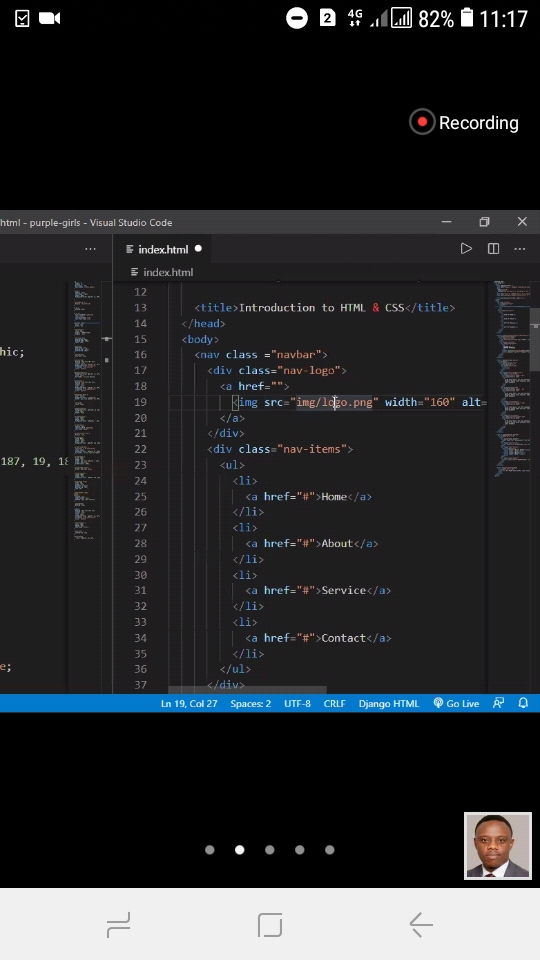 2 4G 82% 11:17
Recording
html - purple-girls - Visual Studio Code
index.html
index.html
12
13 <title>Introduction to HTML & CSS</title>
14 </head>
15 <body>
16 <nav class ="navbar">
17 <div class="nav-logo">
18 <a href="">
19 <img src="img/logo.png" width="160" alt=
20 </a>
21 </div>
22 <div class="nav-items">
23 <ul>
24 <li>
25 <a href="#">Home</a>
26 </li>
27 <li>
28 <a href="#">About</a>
29 </li>
30 <li>
31 <a href="#">Service</a>
32 </li>
33 <li>
34 <a href="#">Contact</a>
35 </li>
36 </ul>
37 </div>
hic;
187, 19, 18
e;
Ln 19, Col 27 Spaces: 2 UTF-8 CRLF Django HTML Go Live